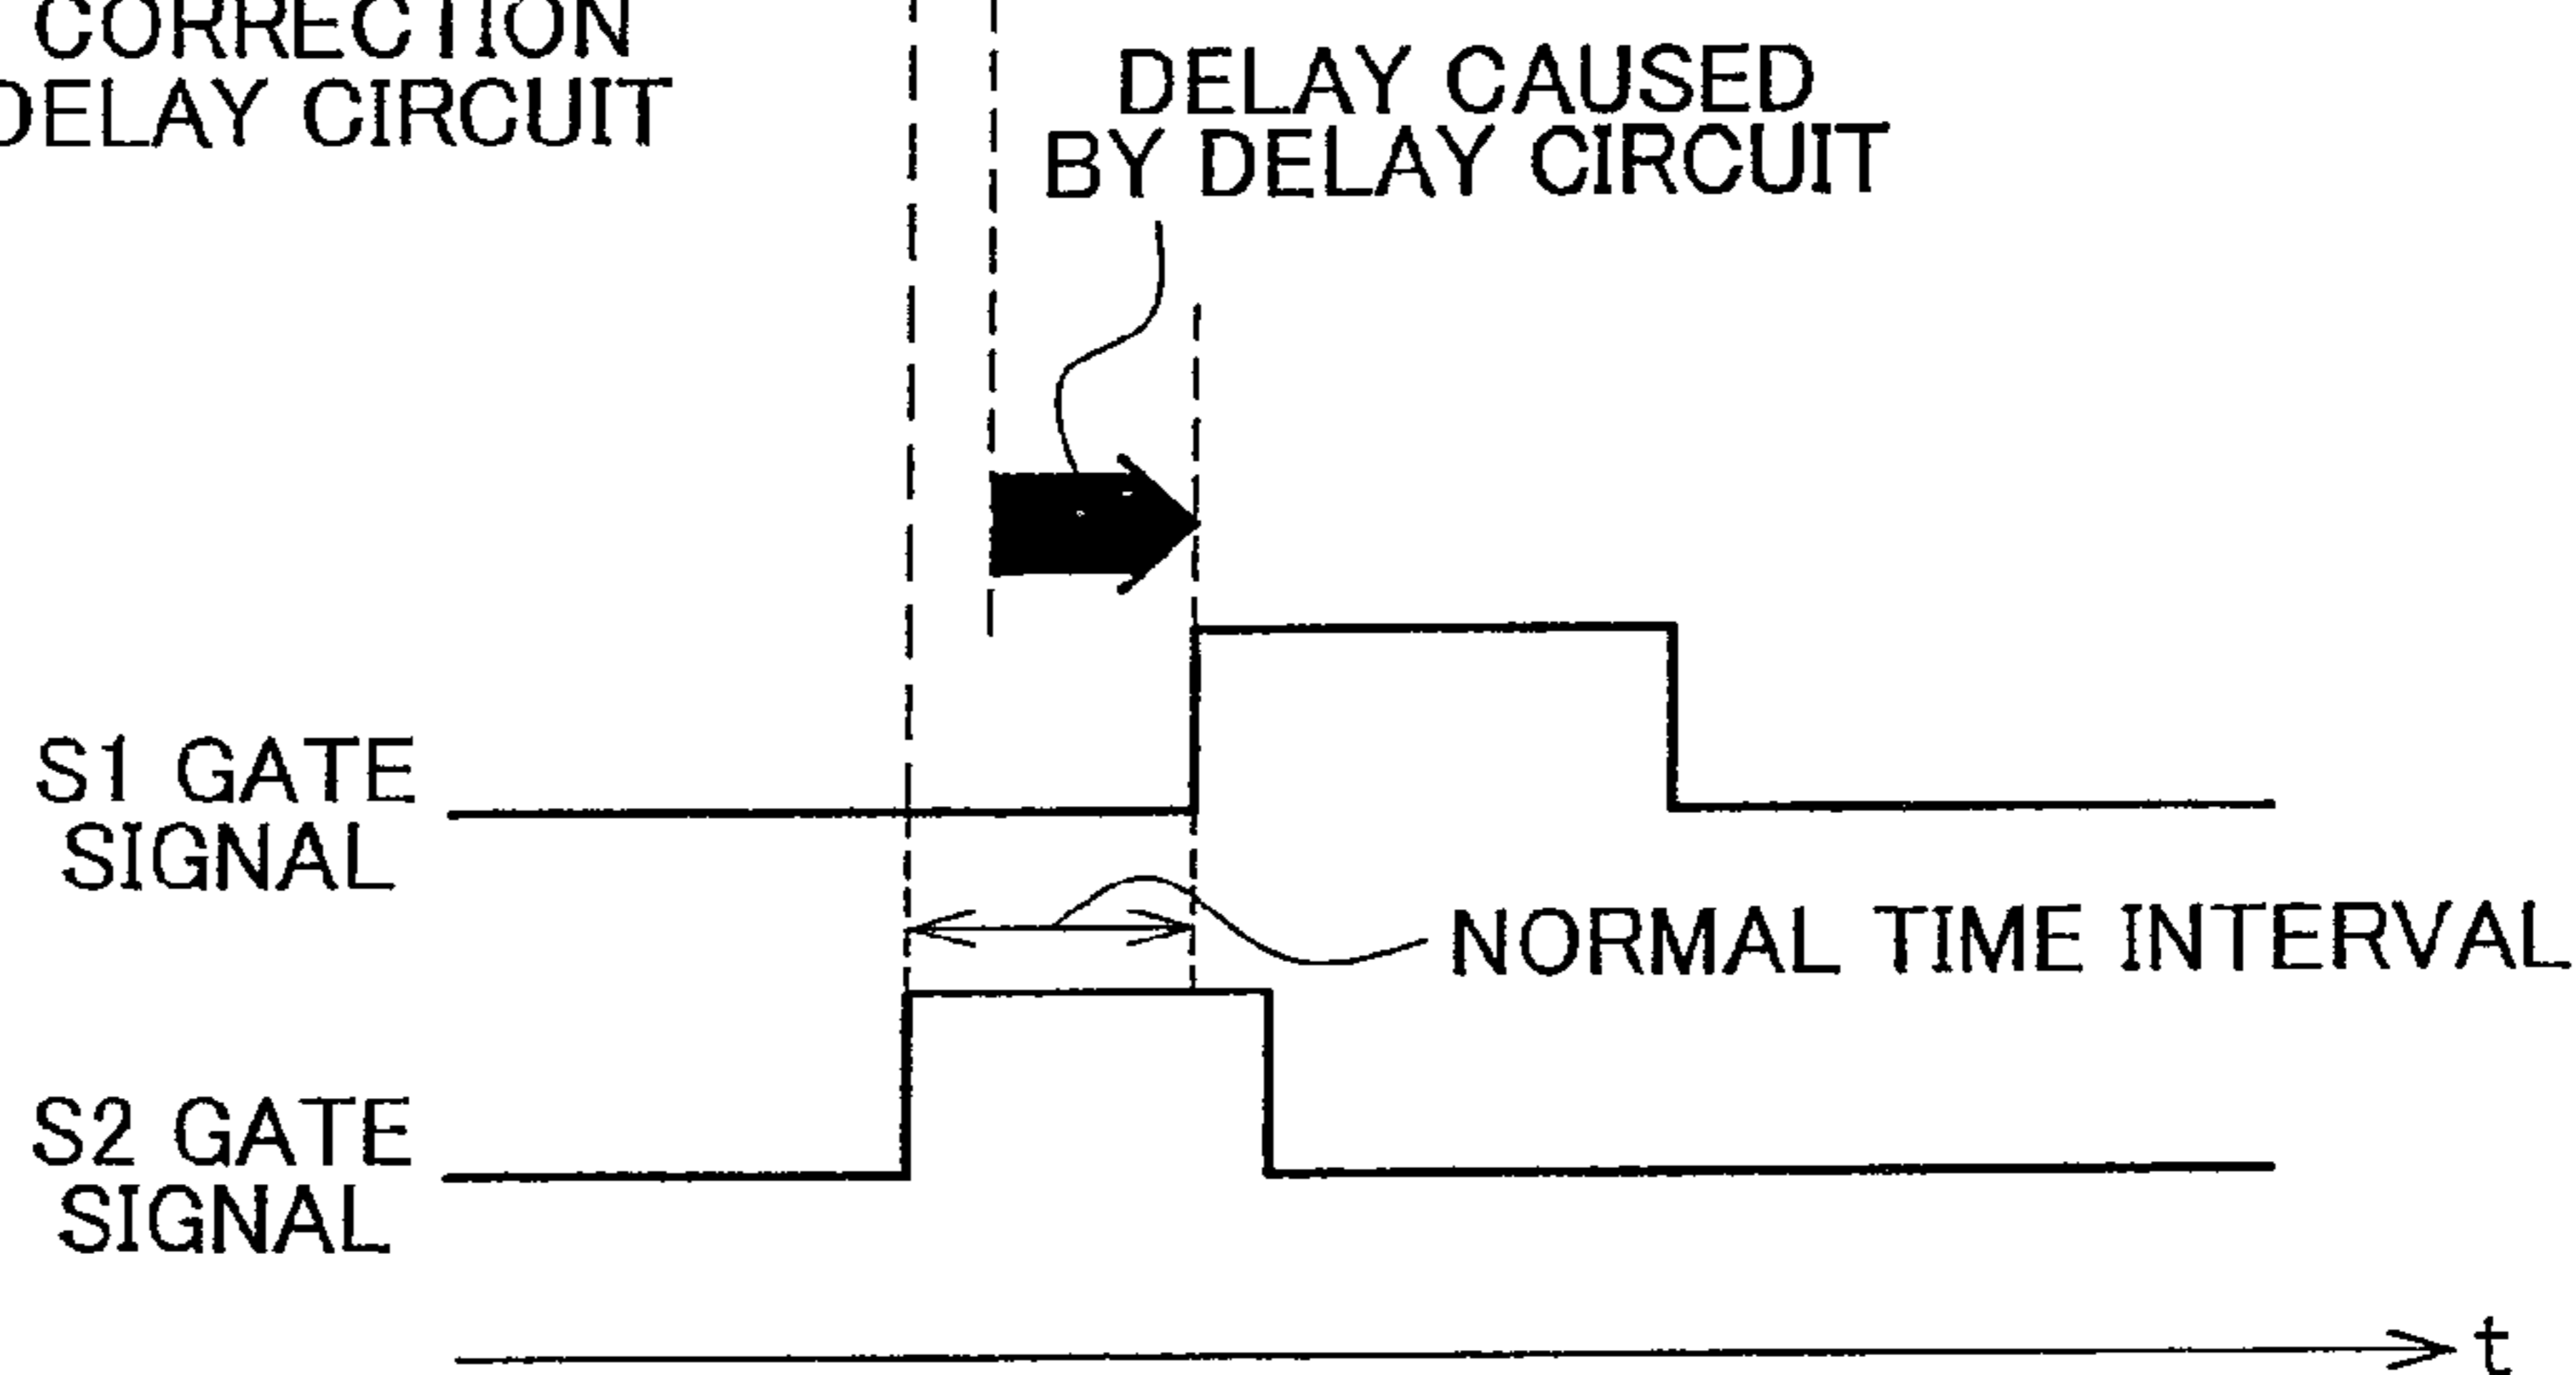 CORRECTION
DELAY CIRCUIT
DELAY CAUSED
BY DELAY CIRCUIT
S1 GATE
SIGNAL
NORMAL TIME INTERVAL
S2 GATE
SIGNAL
t